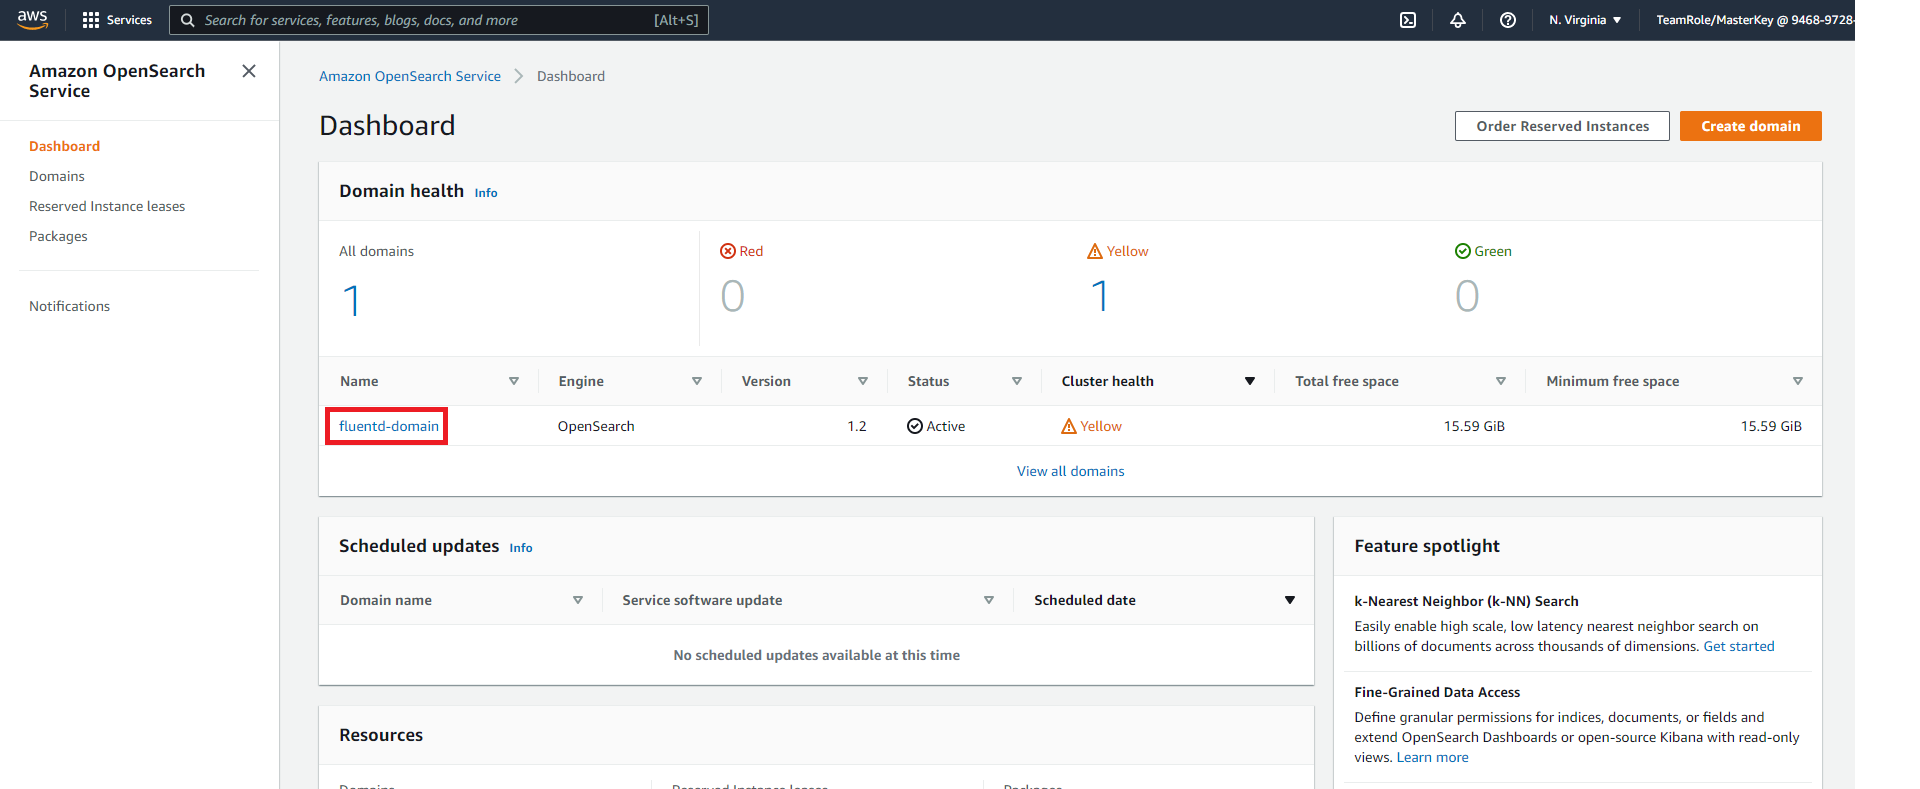 aws
Services
Search for services, features, blogs, docs, and more
[Alt+S]
N. Virginia
TeamRole/MasterKey @ 9468-9728-
Amazon OpenSearch
Service
Dashboard
Domains
Reserved Instance leases
Packages
Notifications
Amazon OpenSearch Service
Dashboard
Dashboard
Order Reserved Instances
Create domain
Domain health Info
All domains
1
Red
0
Yellow
1
Green
0
Name Engine Version Status Cluster health Total free space Minimum free space
fluentd-domain OpenSearch 1.2 Active Yellow 15.59 GiB 15.59 GiB
View all domains
Scheduled updates Info
Domain name Service software update Scheduled date
No scheduled updates available at this time
Resources
Domains Reserved Instance leases Packages
Feature spotlight
k-Nearest Neighbor (k-NN) Search
Easily enable high scale, low latency nearest neighbor search on
billions of documents across thousands of dimensions. Get started
Fine-Grained Data Access
Define granular permissions for indices, documents, or fields and
extend OpenSearch Dashboards or open-source Kibana with read-only
views. Learn more